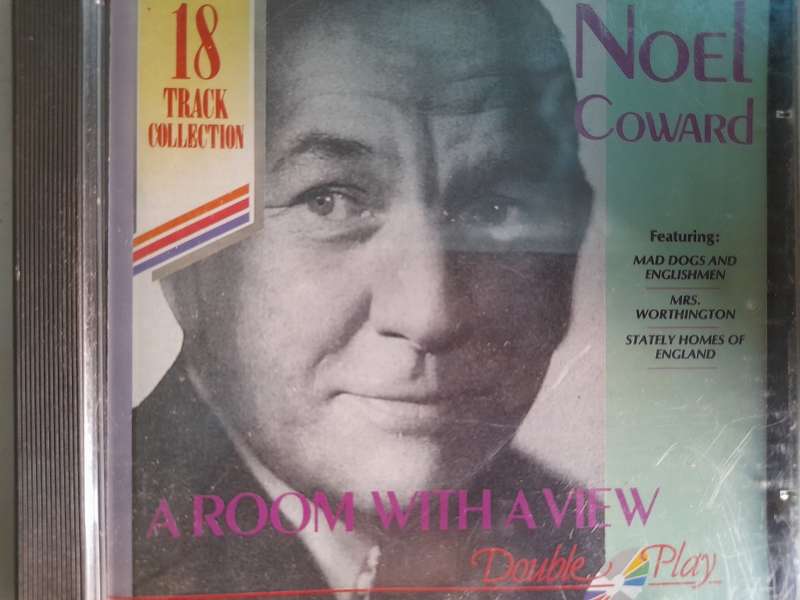 18
TRACK
COLLECTION
NOEL
COWARD
Featuring:
MAD DOGS AND
ENGLISHMEN
MRS.
WORTHINGTON
STATELY HOMES OF
ENGLAND
A ROOM WITH A VIEW
Double Play